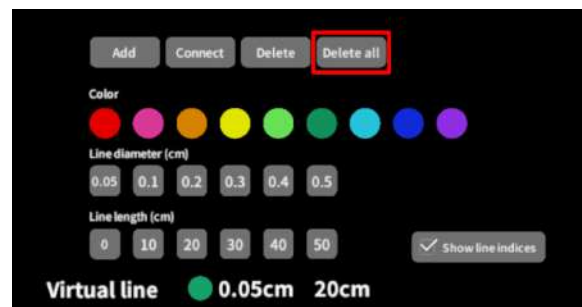 Add Connect Delete Delete all
Color
Line diameter (cm)
0.05 0.1 0.2 0.3 0.4 0.5
Line length (cm)
0 10 20 30 40 50
Show line indices
Virtual line 0.05cm 20cm